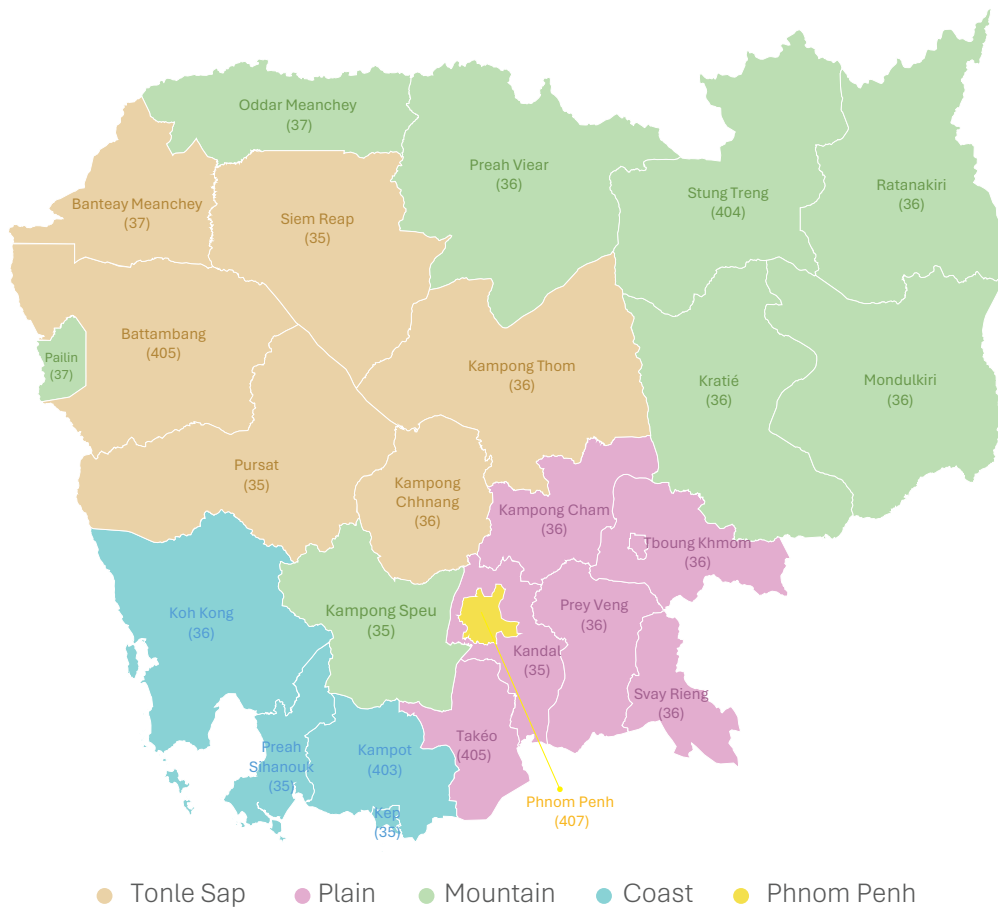 Oddar Meanchey
(37)
Preah Viear
(36)
Stung Treng
(404)
Ratanakiri
(36)
Banteay Meanchey
(37)
Siem Reap
(35)
Battambang
(405)
Pailin
(37)
Kampong Thom
(36)
Kratié
(36)
Mondulkiri
(36)
Pursat
(35)
Kampong
Chhnang
(36)
Kampong Cham
(36)
Tboung Khmom
(36)
Koh Kong
(36)
Kampong Speu
(35)
Prey Veng
(36)
Kandal
(35)
Svay Rieng
(36)
Preah
Sihanouk
(35)
Kampot
(403)
Takéo
(405)
Kep
(35)
Phnom Penh
(407)
Tonle Sap
Plain
Mountain
Coast
Phnom Penh